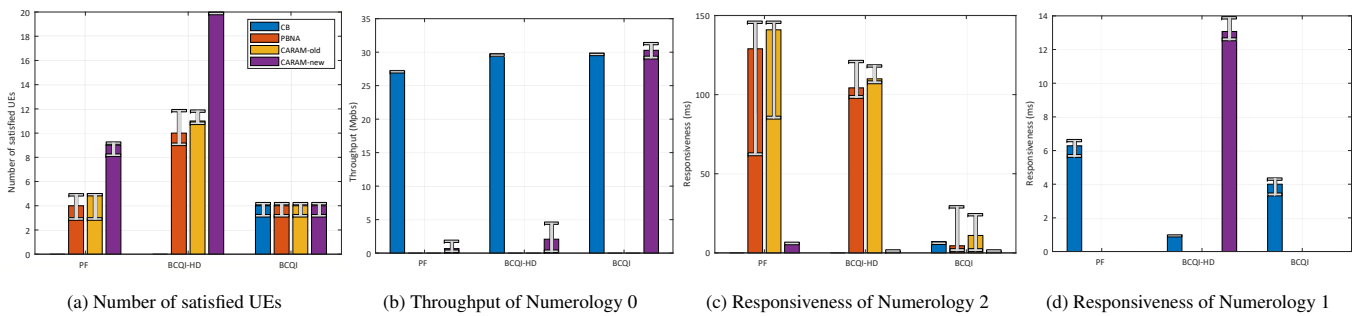 20
18
16
14
12
10
8
6
4
2
0
Number of satisfied UEs
CB
PBNA
CARAM-old
CARAM-new
PF
BCQI-HD
BCQI
(a) Number of satisfied UEs
35
30
25
20
15
10
5
0
Throughput (Mpbs)
PF
BCQI-HD
BCQI
(b) Throughput of Numerology 0
150
100
50
0
Responsiveness (ms)
PF
BCQI-HD
BCQI
(c) Responsiveness of Numerology 2
14
12
10
8
6
4
2
0
Responsiveness (ms)
PF
BCQI-HD
BCQI
(d) Responsiveness of Numerology 1